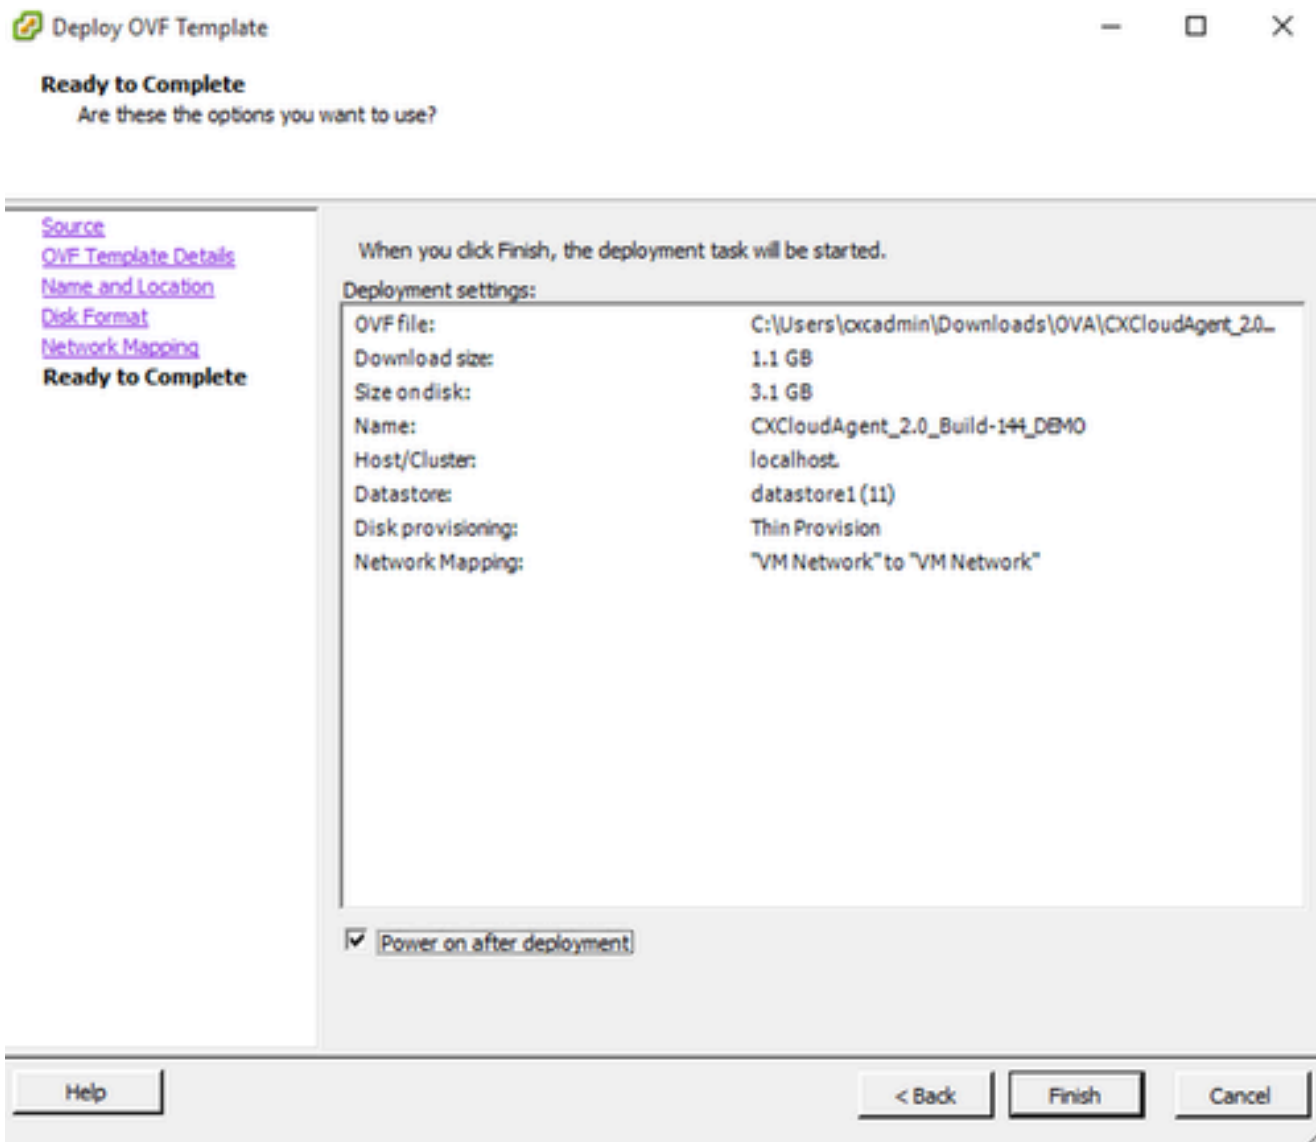 Deploy OVF Template
Ready to Complete
Are these the options you want to use?
Source
OVF Template Details
Name and Location
Disk Format
Network Mapping
Ready to Complete
When you click Finish, the deployment task will be started.
Deployment settings:
OVF file: C:\Users\cxcadmin\Downloads\OVA\CXCloudAgent_2.0...
Download size: 1.1 GB
Size on disk: 3.1 GB
Name: CXCloudAgent_2.0_Build-144_DEMO
Host/Cluster: localhost.
Datastore: datastore1 (11)
Disk provisioning: Thin Provision
Network Mapping: "VM Network" to "VM Network"
Power on after deployment
Help
< Back
Finish
Cancel